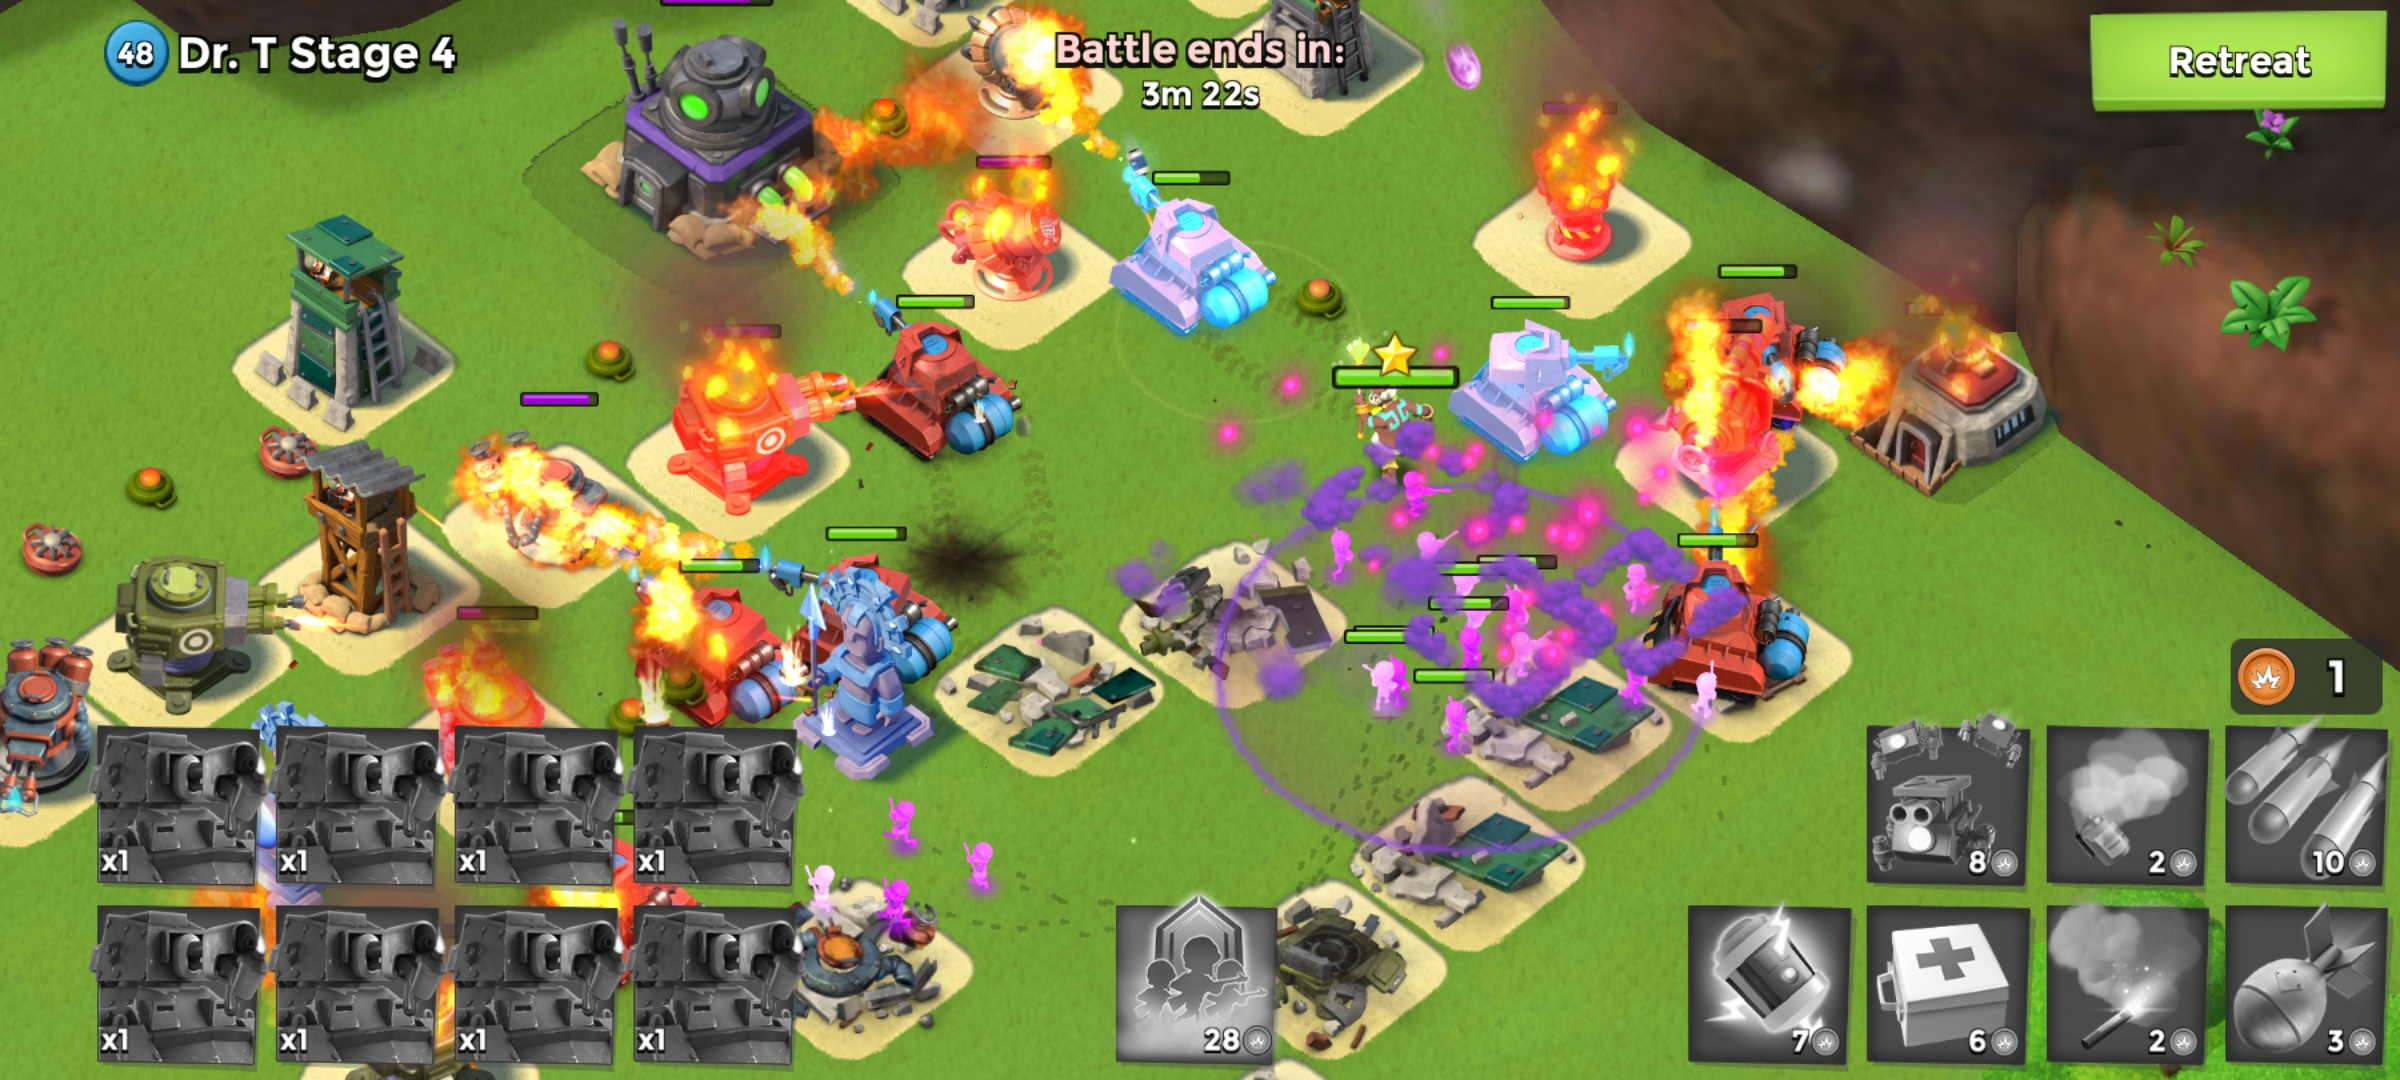 48 Dr. T Stage 4
Battle ends in:
3m 22s
Retreat
1
x1 x1 x1 x1
8 2 10
x1 x1 x1 x1
28 7 6 2 3